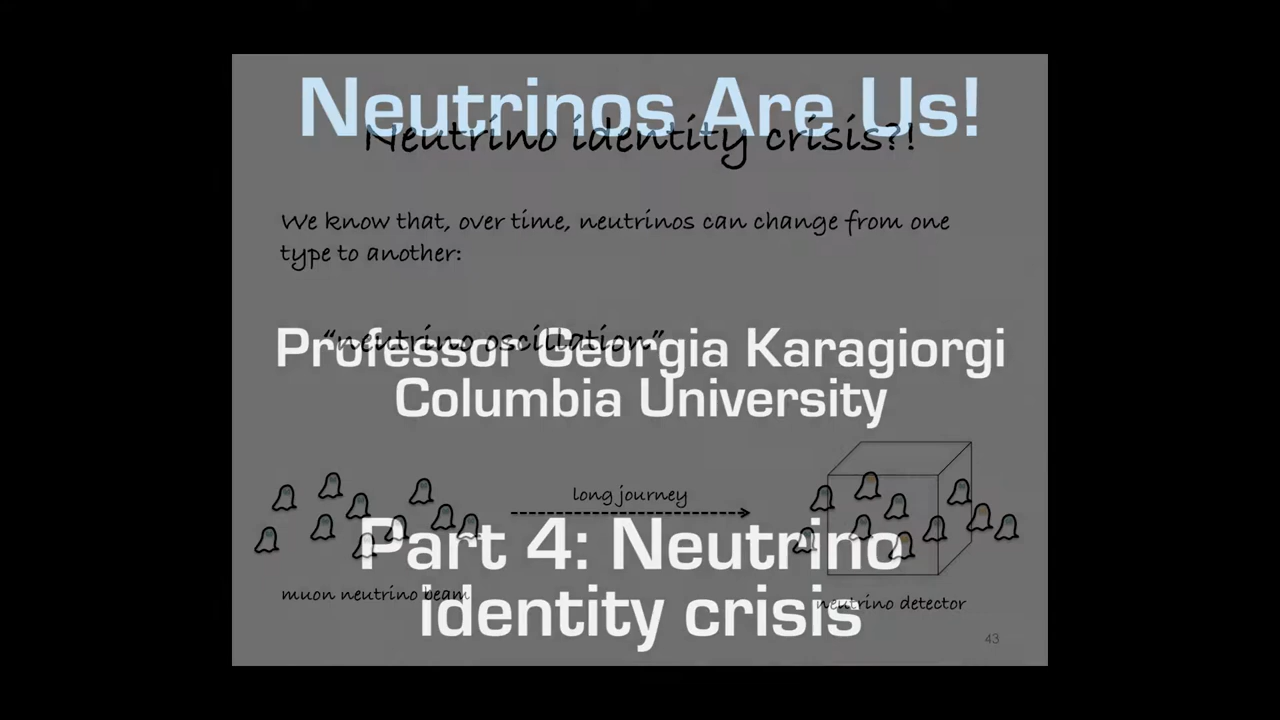 Neutrinos Are Us!
Neutrino identity crisis?!
We know that, over time, neutrinos can change from one
type to another:
"neutrino oscillation"
Professor Georgia Karagiorgi
Columbia University
long journey
Part 4: Neutrino
identity crisis
muon neutrino beam
neutrino detector
43